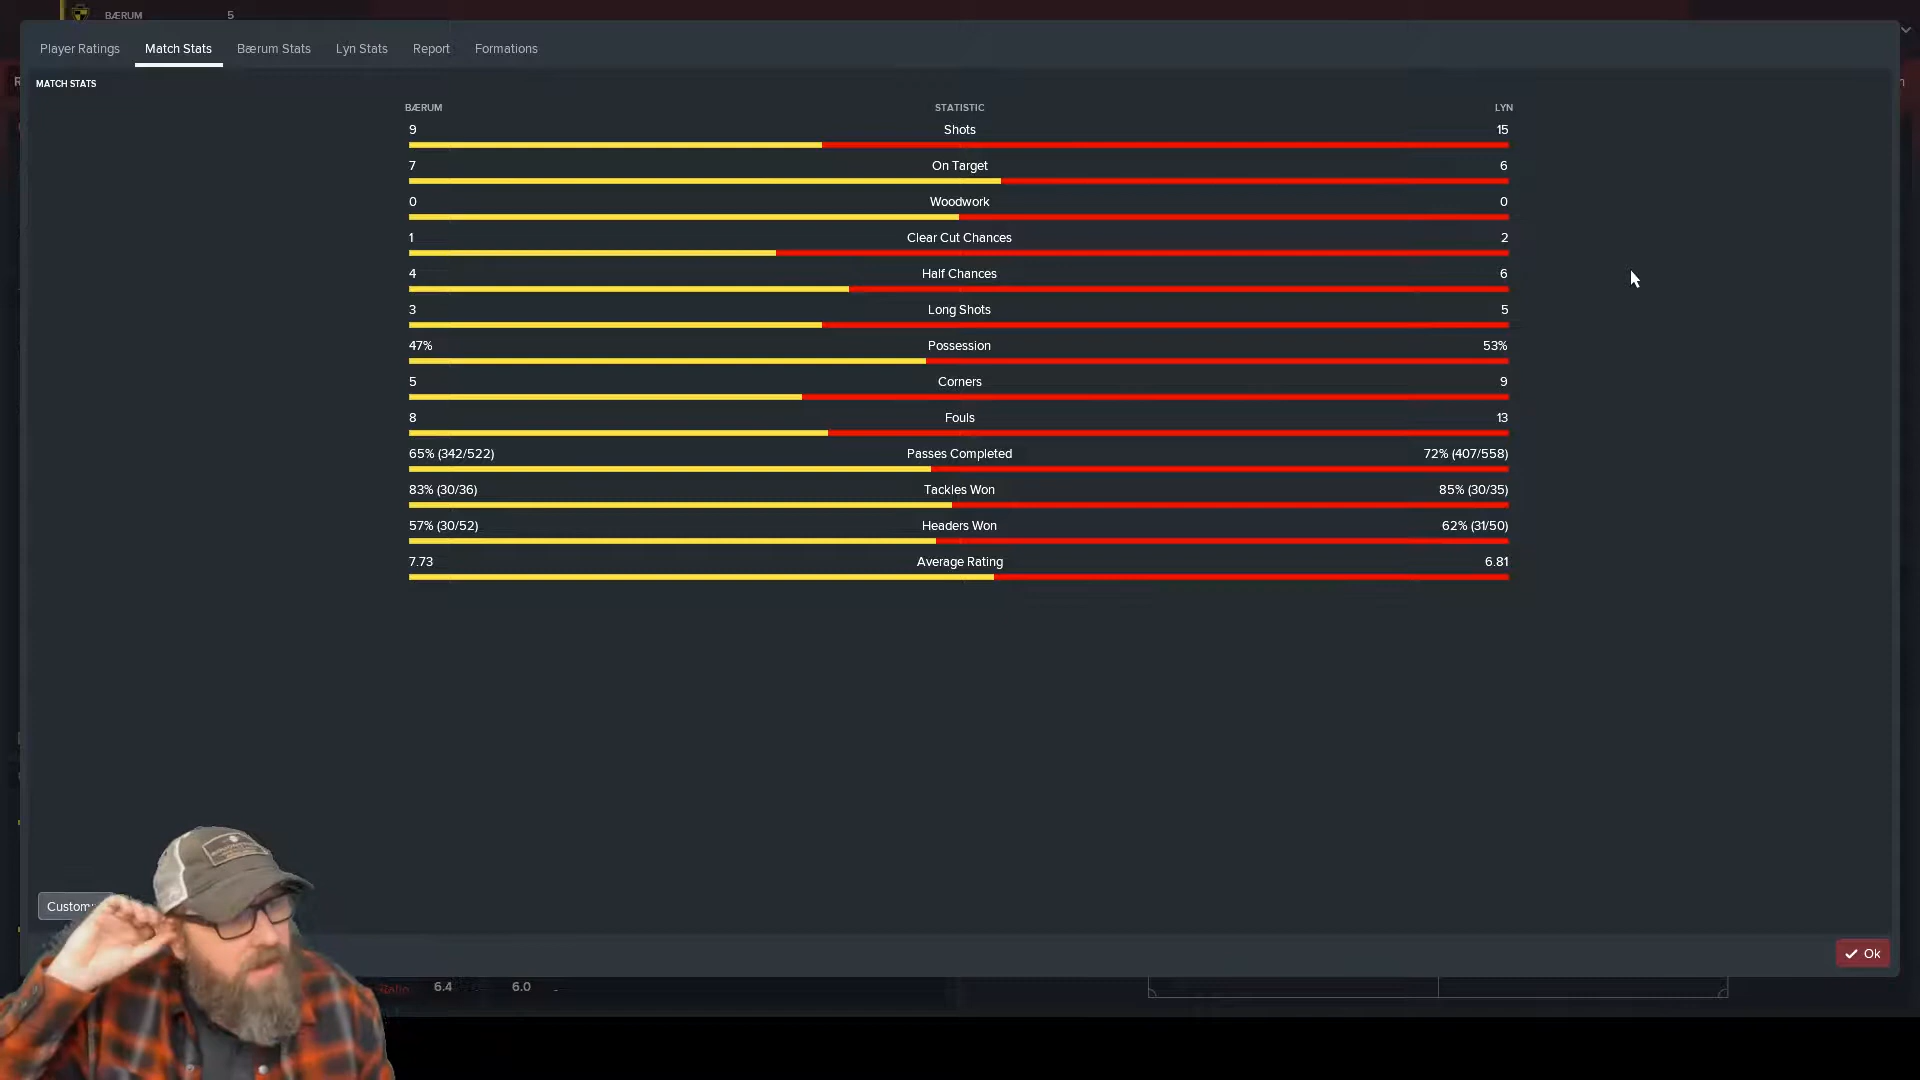 BÆRUM 5
Player Ratings Match Stats Bærum Stats Lyn Stats Report Formations
MATCH STATS
BÆRUM STATISTIC LYN
9 Shots 15
7 On Target 6
0 Woodwork 0
1 Clear Cut Chances 2
4 Half Chances 6
3 Long Shots 5
47% Possession 53%
5 Corners 9
8 Fouls 13
65% (342/522) Passes Completed 72% (407/558)
83% (30/36) Tackles Won 85% (30/35)
57% (30/52) Headers Won 62% (31/50)
7.73 Average Rating 6.81
Custom
Ok
6.4 6.0 -